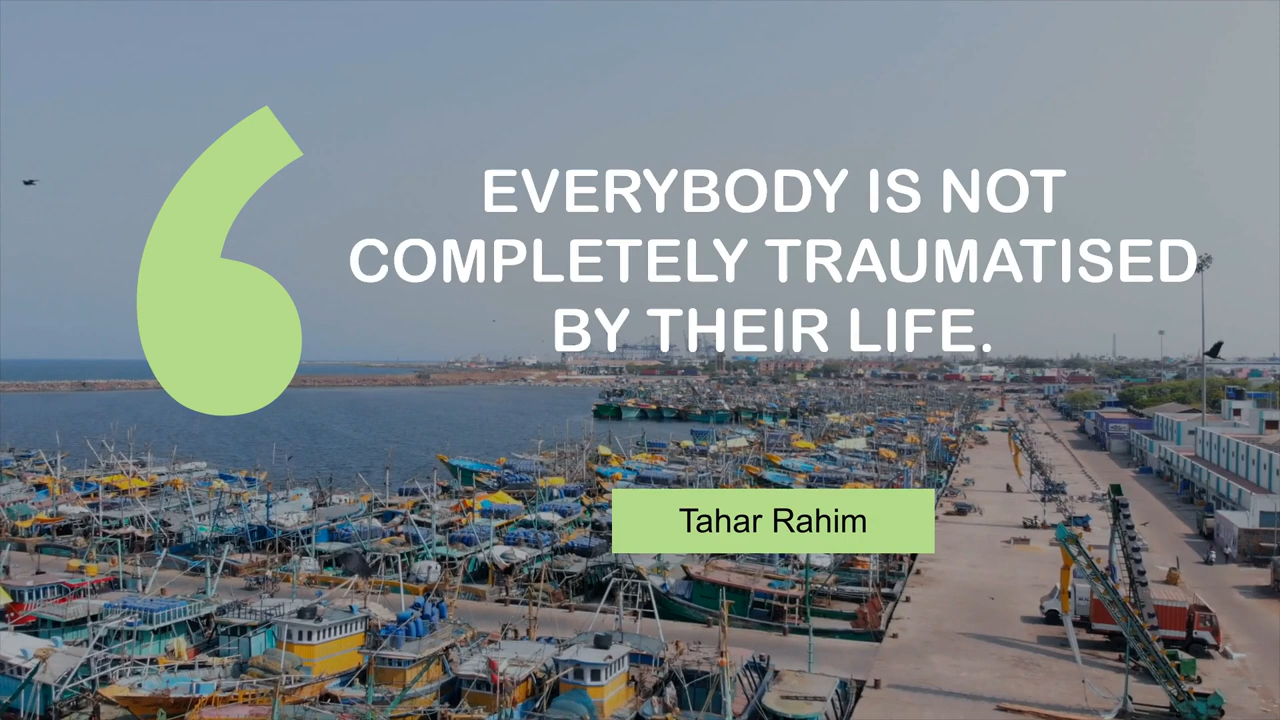 EVERYBODY IS NOT
COMPLETELY TRAUMATISED
BY THEIR LIFE.
Tahar Rahim